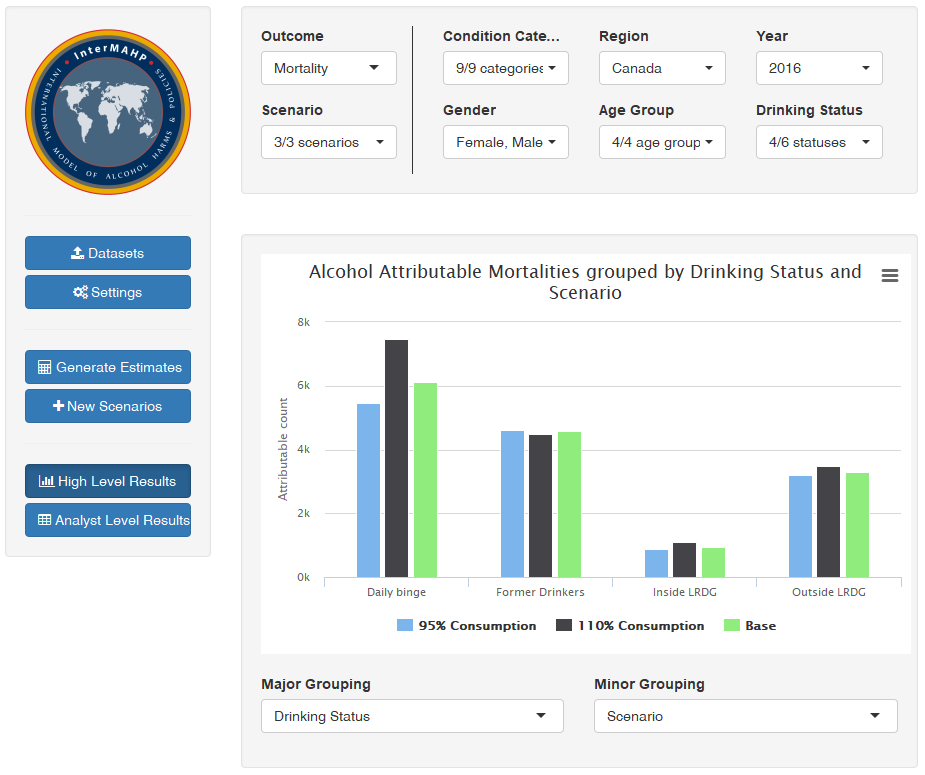 InterMAHP
INTERNATIONAL MODEL OF ALCOHOL HARMS & POLICIES
Datasets
Settings
Generate Estimates
New Scenarios
High Level Results
Analyst Level Results
Outcome
Condition Cate...
Region
Year
Mortality
9/9 categories
Canada
2016
Scenario
Gender
Age Group
Drinking Status
3/3 scenarios
Female, Male
4/4 age group
4/6 statuses
Alcohol Attributable Mortalities grouped by Drinking Status and
Scenario
Attributable count
8k
6k
4k
2k
0k
Daily binge
Former Drinkers
Inside LRDG
Outside LRDG
95% Consumption
110% Consumption
Base
Major Grouping
Minor Grouping
Drinking Status
Scenario